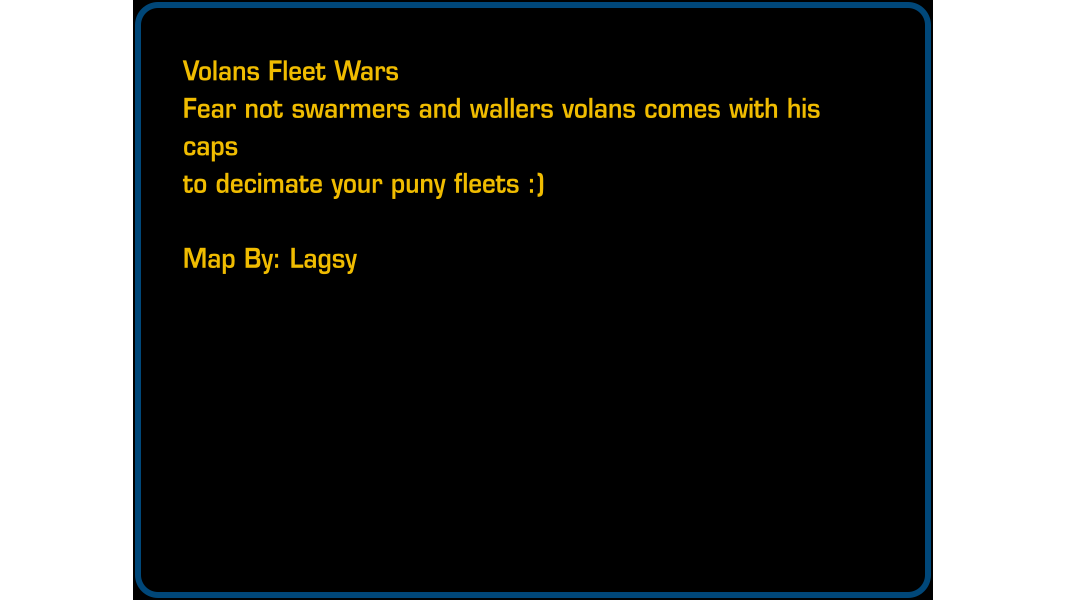 Volans Fleet Wars
Fear not swarmers and wallers volans comes with his
caps
to decimate your puny fleets :)
Map By: Lagsy